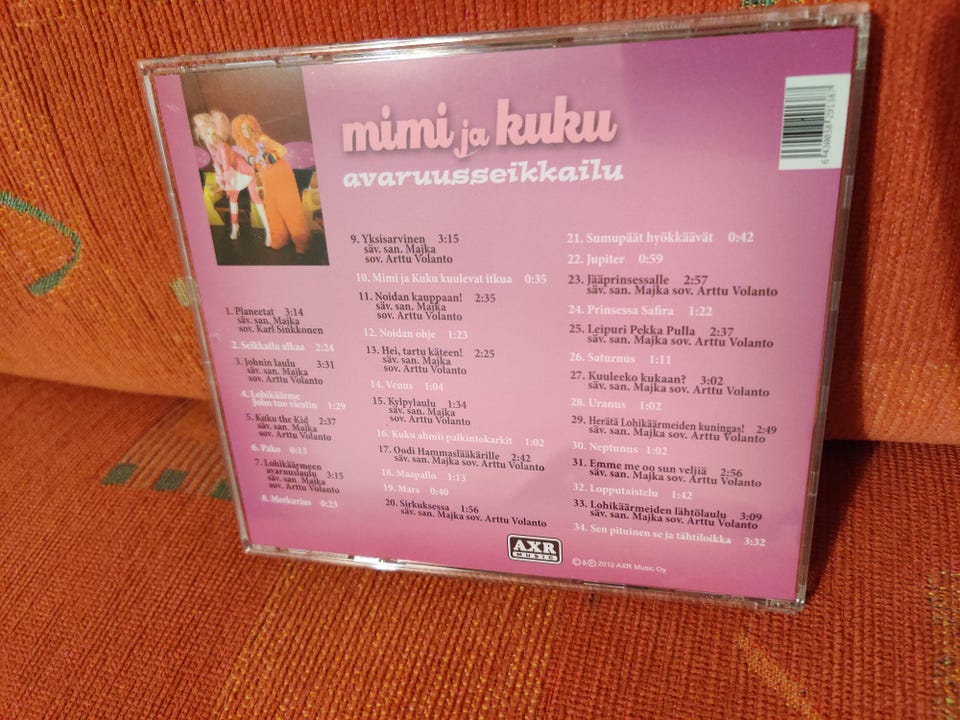 mimi ja kuku
avaruusseikkailu
1. Planeetat 3:14
säv. san. Majka
sov. Karl Sinkkonen
2. Seikkailu alkaa 2:24
3. Johnin laulu 3:31
säv. san. Majka
sov. Arttu Volanto
4. Lohikäärme
John tuo viestin 1:29
5. Kuku the Kid 2:37
säv. san. Majka
sov. Arttu Volanto
6. Pako 0:13
7. Lohikäärmeen
avaruuslaulu 3:15
säv. san. Majka
sov. Arttu Volanto
8. Merkurius 0:25
9. Yksisarvinen 3:15
säv. san. Majka
sov. Arttu Volanto
10. Mimi ja Kuku kuulevat itkua 0:35
11. Noidan kauppaan! 2:35
säv. san. Majka
sov. Arttu Volanto
12. Noidan ohje 1:23
13. Hei, tartu käteen! 2:25
säv. san. Majka
sov. Arttu Volanto
14. Venus 1:04
15. Kylpylaulu 1:34
säv. san. Majka
sov. Arttu Volanto
16. Kuku ahmii palkintokarkit 1:02
17. Oodi Hammaslääkärille 2:42
säv. san. Majka sov. Arttu Volanto
18. Maapallo 1:13
19. Mars 0:40
20. Sirkuksessa 1:56
säv. san. Majka sov. Arttu Volanto
21. Sumupäät hyökkäävät 0:42
22. Jupiter 0:59
23. Jääprinsessalle 2:57
säv. san. Majka sov. Arttu Volanto
24. Prinsessa Safira 1:22
25. Leipuri Pekka Pulla 2:37
säv. san. Majka sov. Arttu Volanto
26. Saturnus 1:11
27. Kuuleeko kukaan? 3:02
säv. san. Majka sov. Arttu Volanto
28. Uranus 1:02
29. Herätä Lohikäärmeiden kuningas! 2:49
säv. san. Majka sov. Arttu Volanto
30. Neptunus 1:02
31. Emme me oo sun veljiä 2:56
säv. san. Majka sov. Arttu Volanto
32. Lopputaistelu 1:42
33. Lohikäärmeiden lähtölaulu 3:09
säv. san. Majka sov. Arttu Volanto
34. Sen pituinen se ja tähtiloikka 3:32
AXR
MUSIC
©&℗ 2012 AXR Music Oy